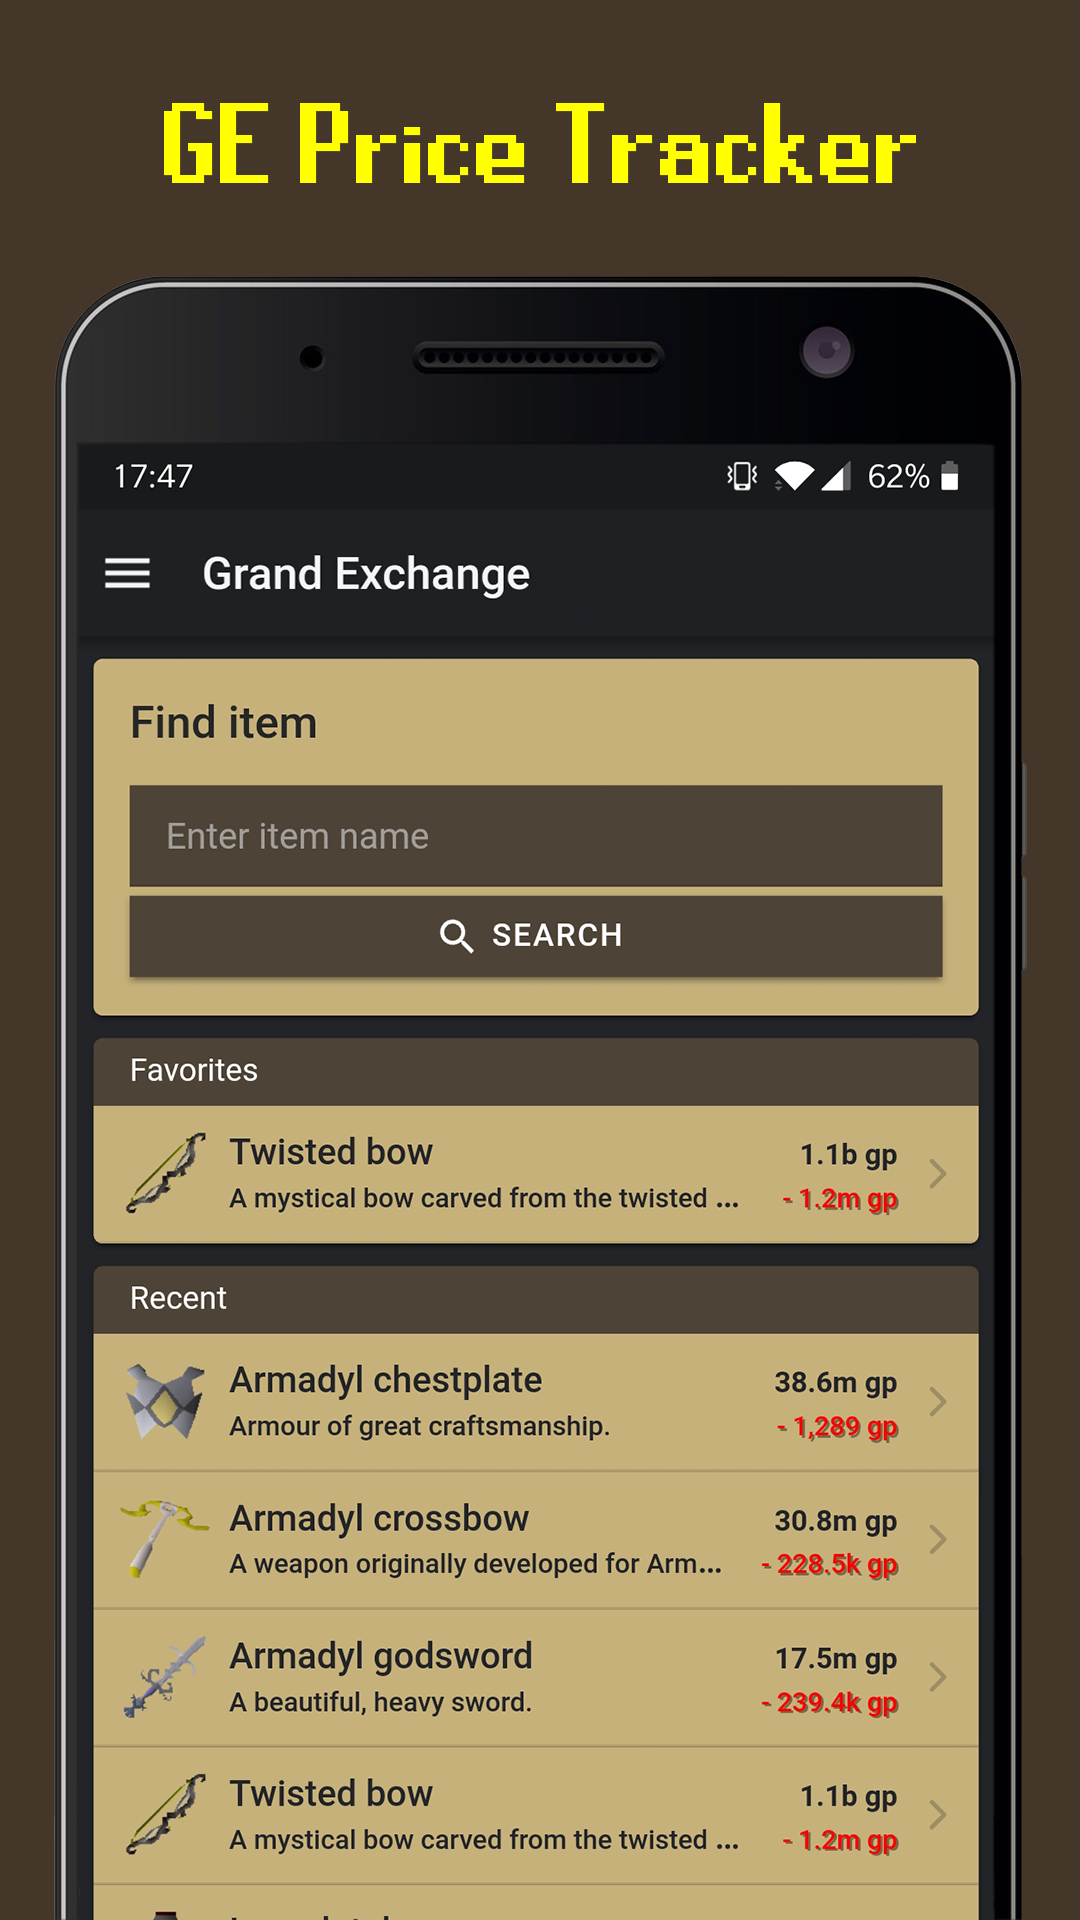 GE Price Tracker
17:47
62%
Grand Exchange
Find item
Enter item name
SEARCH
Favorites
Twisted bow
1.1b gp
A mystical bow carved from the twisted ...
- 1.2m gp
Recent
Armadyl chestplate
38.6m gp
Armour of great craftsmanship.
- 1,289 gp
Armadyl crossbow
30.8m gp
A weapon originally developed for Arm...
- 228.5k gp
Armadyl godsword
17.5m gp
A beautiful, heavy sword.
- 239.4k gp
Twisted bow
1.1b gp
A mystical bow carved from the twisted ...
- 1.2m gp